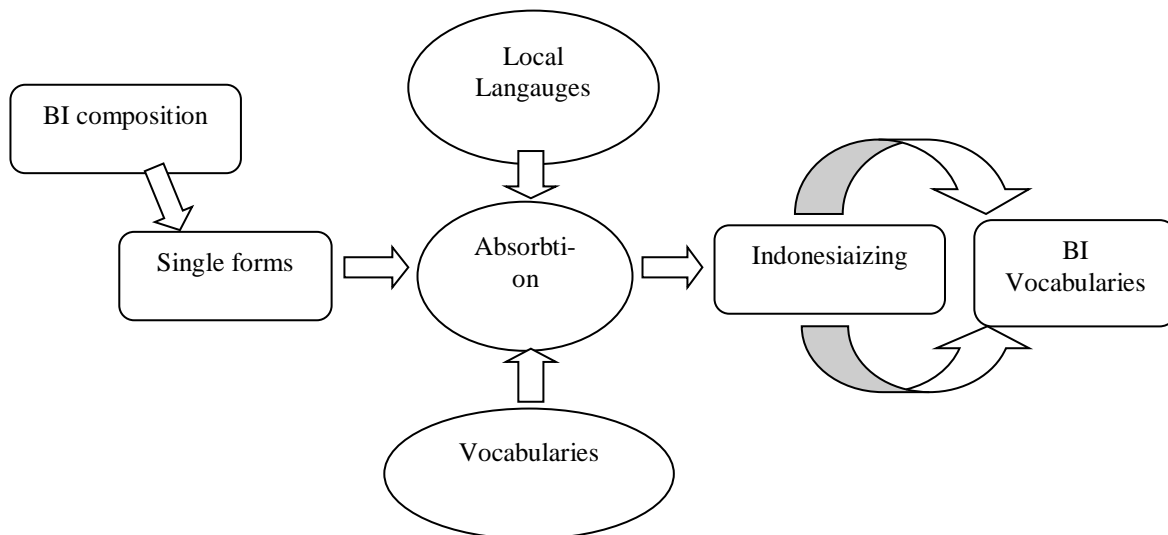 Local
Langauges
BI composition
Single forms
Absorbti-
on
Indonesiaizing
BI
Vocabularies
Vocabularies